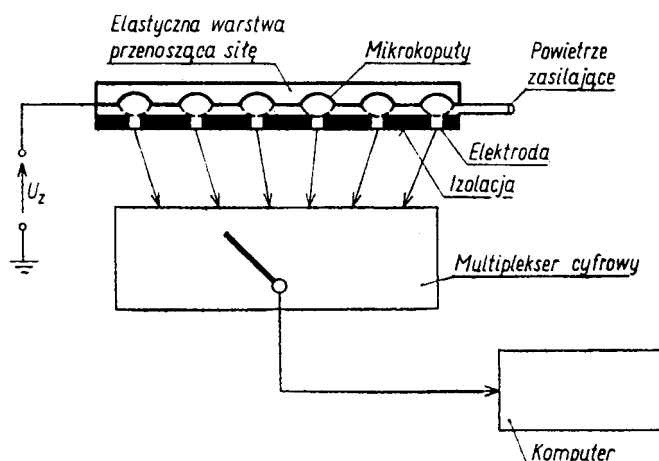 Elastyczna warstwa
przenosząca siłę
Mikrokopuły
Powietrze
zasilające
Elektroda
Izolacja
U_z
Multiplekser cyfrowy
Komputer